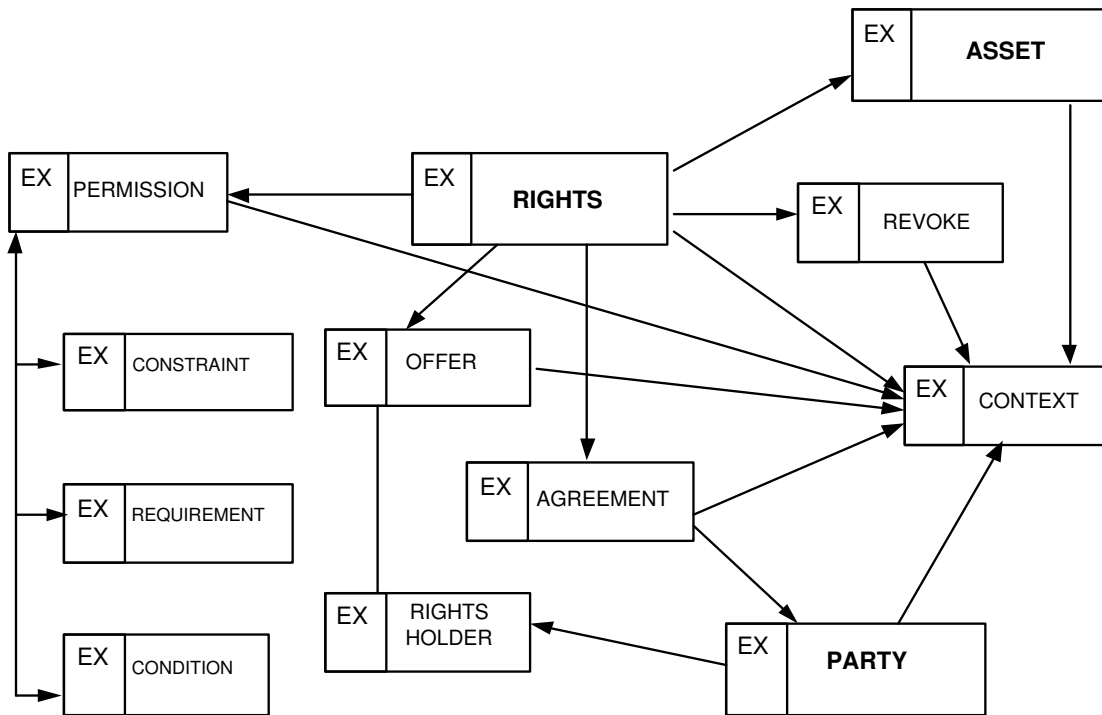 EX ASSET
EX PERMISSION
EX RIGHTS
EX REVOKE
EX CONSTRAINT
EX OFFER
EX CONTEXT
EX REQUIREMENT
EX AGREEMENT
EX RIGHTS
HOLDER
EX CONDITION
EX PARTY